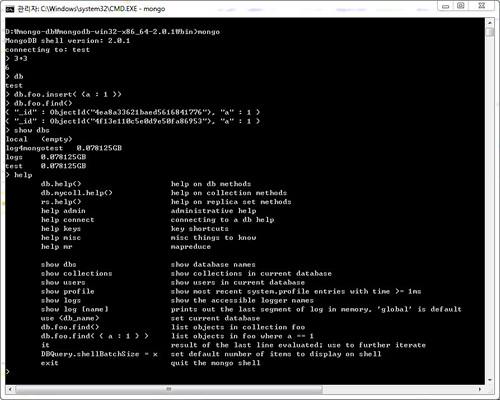 관리자: C:\Windows\system32\CMD.EXE - mongo
D:\mongo-db\mongodb-win32-x86_64-2.0.1\bin>mongo
MongoDB shell version: 2.0.1
connecting to: test
> 3+3
6
> db
test
> db.foo.insert( {a : 1 })
> db.foo.find()
{ "_id" : ObjectId("4ea8a33621baed5616841776"), "a" : 1 }
{ "_id" : ObjectId("4f13e110c5e0d9e50fa86953"), "a" : 1 }
> show dbs
local (empty)
log4mongotest 0.078125GB
logs 0.078125GB
test 0.078125GB
> help
db.help() help on db methods
db.mycoll.help() help on collection methods
rs.help() help on replica set methods
help admin administrative help
help connect connecting to a db help
help keys key shortcuts
help misc misc things to know
help mr mapreduce
show dbs show database names
show collections show collections in current database
show users show users in current database
show profile show most recent system.profile entries with time >= 1ms
show logs show the accessible logger names
show log [name] prints out the last segment of log in memory, 'global' is default
use <db_name> set current database
db.foo.find() list objects in collection foo
db.foo.find( { a : 1 } ) list objects in foo where a == 1
it result of the last line evaluated; use to further iterate
DBQuery.shellBatchSize = x set default number of items to display on shell
exit quit the mongo shell
>